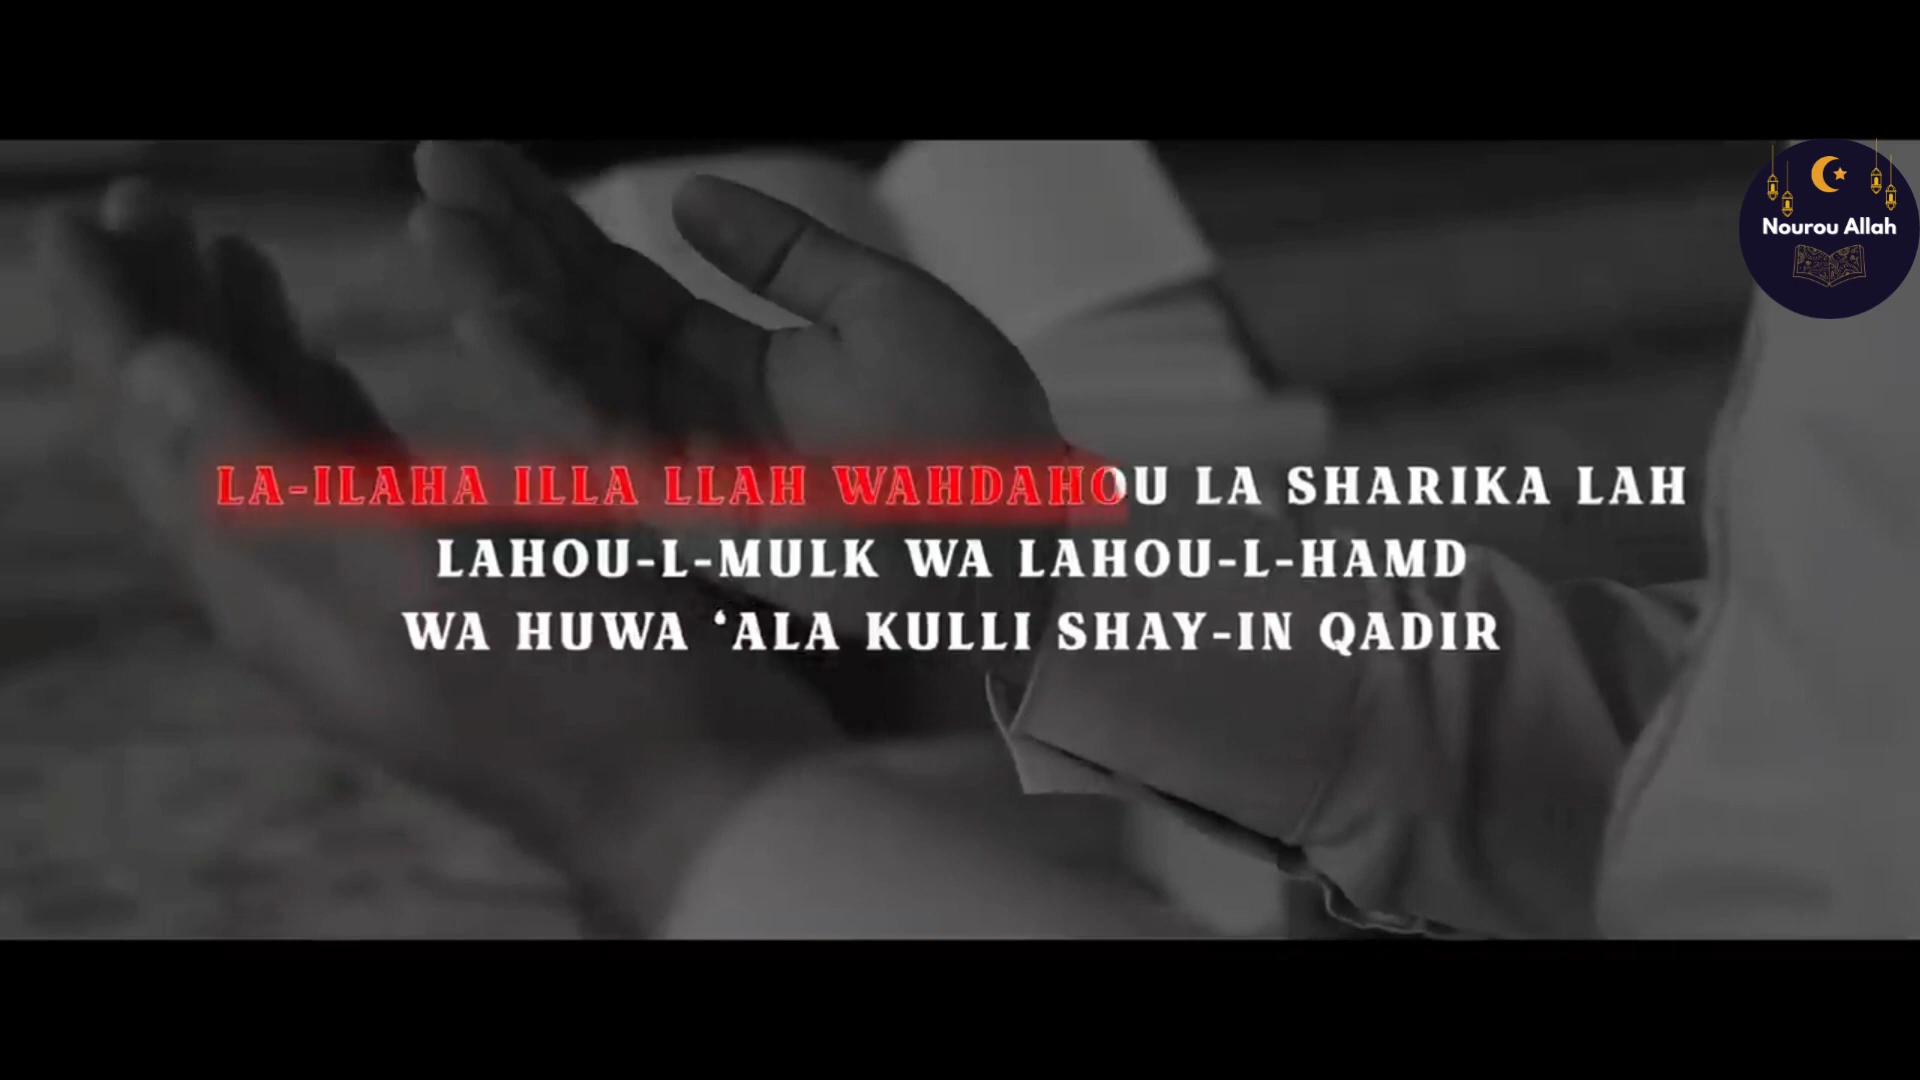 Nourou Allah
LA-ILAHA ILLA LLAH WAHDAHOU LA SHARIKA LAH
LAHOU-L-MULK WA LAHOU-L-HAMD
WA HUWA ‘ALA KULLI SHAY-IN QADIR